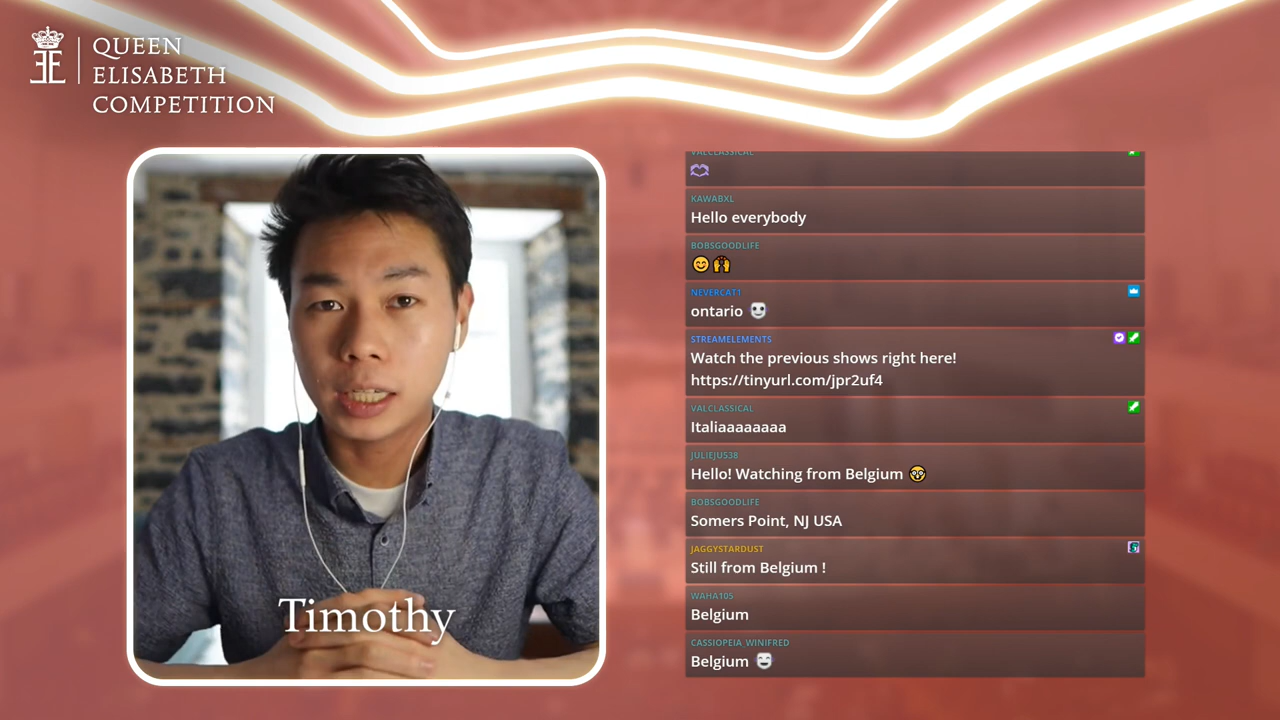 QUEEN
ELISABETH
COMPETITION
Timothy
VALCLASSICAL
KAWABXL
Hello everybody
BOBSGOODLIFE
NEVERCAT1
ontario
STREAMELEMENTS
Watch the previous shows right here!
https://tinyurl.com/jpr2uf4
VALCLASSICAL
Italiaaaaaaaa
JULIEJU538
Hello! Watching from Belgium
BOBSGOODLIFE
Somers Point, NJ USA
JAGGYSTARDUST
Still from Belgium !
WAHA105
Belgium
CASSIOPEIA_WINIFRED
Belgium